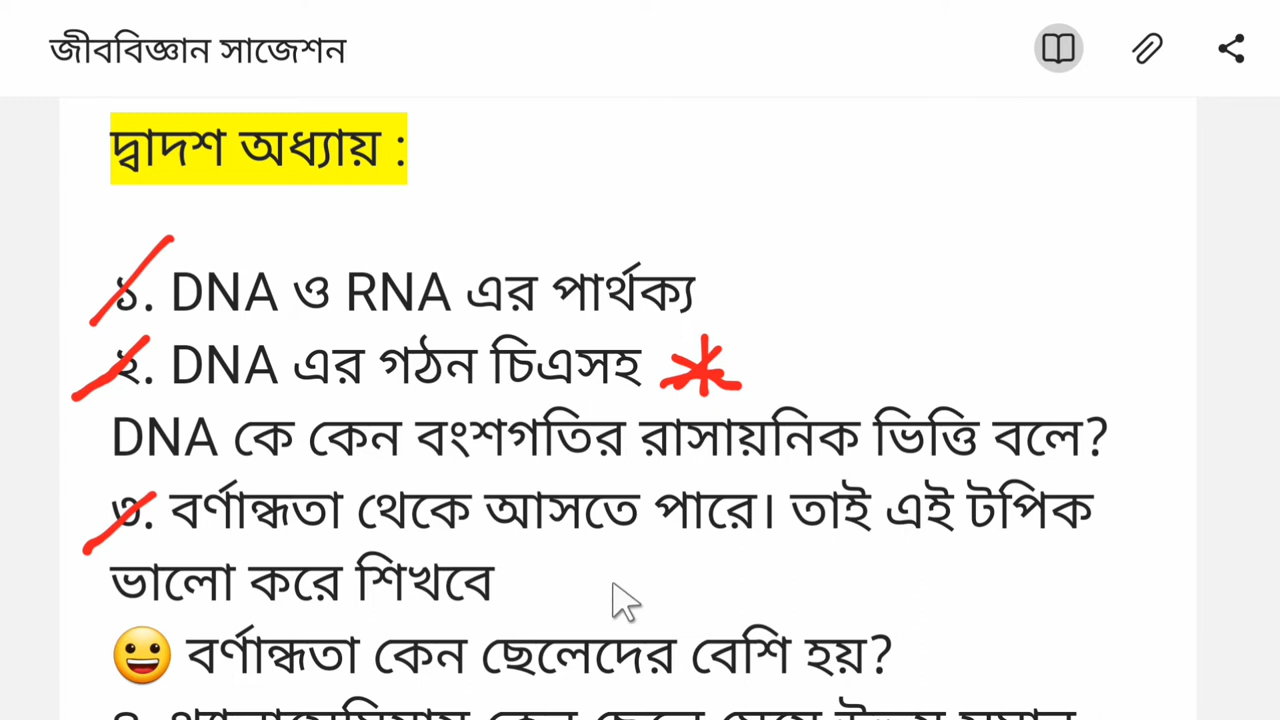 জীববিজ্ঞান সাজেশন
দ্বাদশ অধ্যায় :
১. DNA ও RNA এর পার্থক্য
২. DNA এর গঠন চিএসহ
DNA কে কেন বংশগতির রাসায়নিক ভিত্তি বলে?
৩. বর্ণান্ধতা থেকে আসতে পারে। তাই এই টপিক
ভালো করে শিখবে
😀 বর্ণান্ধতা কেন ছেলেদের বেশি হয়?